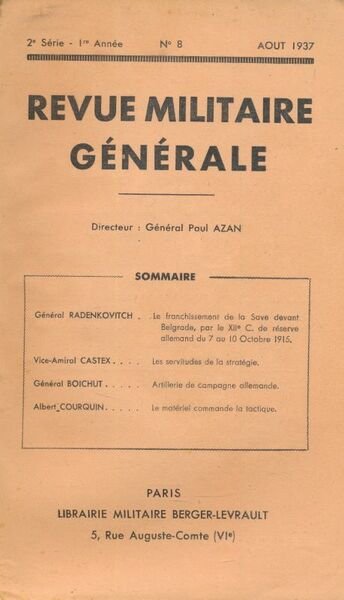 2e Série - 1re Année No 8 AOUT 1937
REVUE MILITAIRE
GÉNÉRALE
Directeur : Général Paul AZAN
SOMMAIRE
Général RADENKOVITCH . Le franchissement de la Save devant
Belgrade, par le XIIe C. de réserve
allemand du 7 au 10 Octobre 1915.
Vice-Amiral CASTEX . . . . Les servitudes de la stratégie.
Général BOICHUT . . . . Artillerie de campagne allemande.
Albert COURQUIN . . . . . Le matériel commande la tactique.
PARIS
LIBRAIRIE MILITAIRE BERGER-LEVRAULT
5, Rue Auguste-Comte (VIe)